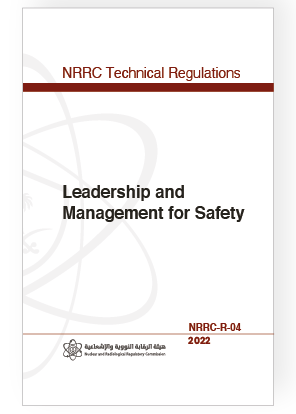 NRRC Technical Regulations
Leadership and
Management for Safety
NRRC-R-04
2022
هيئة الرقابة النووية والإشعاعية
Nuclear and Radiological Regulatory Commission